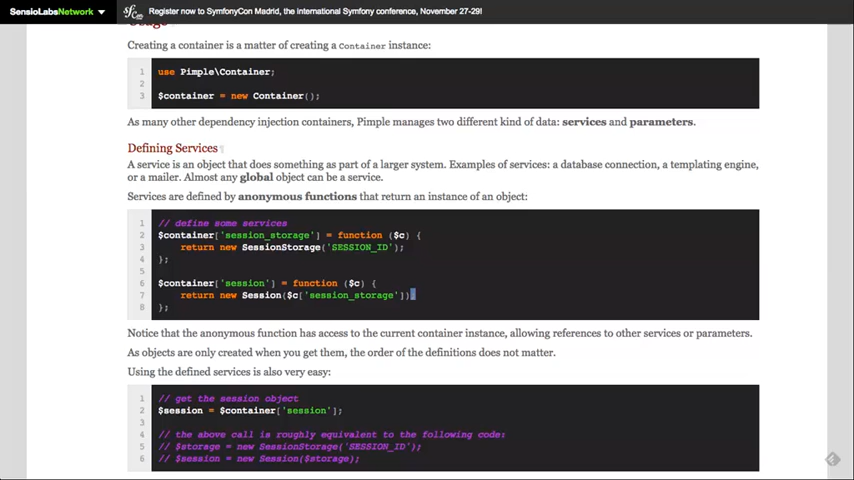 SensioLabsNetwork
Register now to SymfonyCon Madrid, the international Symfony conference, November 27-29!
Usage
Creating a container is a matter of creating a Container instance:
1 use Pimple\Container;
2
3 $container = new Container();
As many other dependency injection containers, Pimple manages two different kind of data: services and parameters.
Defining Services ¶
A service is an object that does something as part of a larger system. Examples of services: a database connection, a templating engine,
or a mailer. Almost any global object can be a service.
Services are defined by anonymous functions that return an instance of an object:
1 // define some services
2 $container['session_storage'] = function ($c) {
3 return new SessionStorage('SESSION_ID');
4 };
5
6 $container['session'] = function ($c) {
7 return new Session($c['session_storage'])
8 };
Notice that the anonymous function has access to the current container instance, allowing references to other services or parameters.
As objects are only created when you get them, the order of the definitions does not matter.
Using the defined services is also very easy:
1 // get the session object
2 $session = $container['session'];
3
4 // the above call is roughly equivalent to the following code:
5 // $storage = new SessionStorage('SESSION_ID');
6 // $session = new Session($storage);